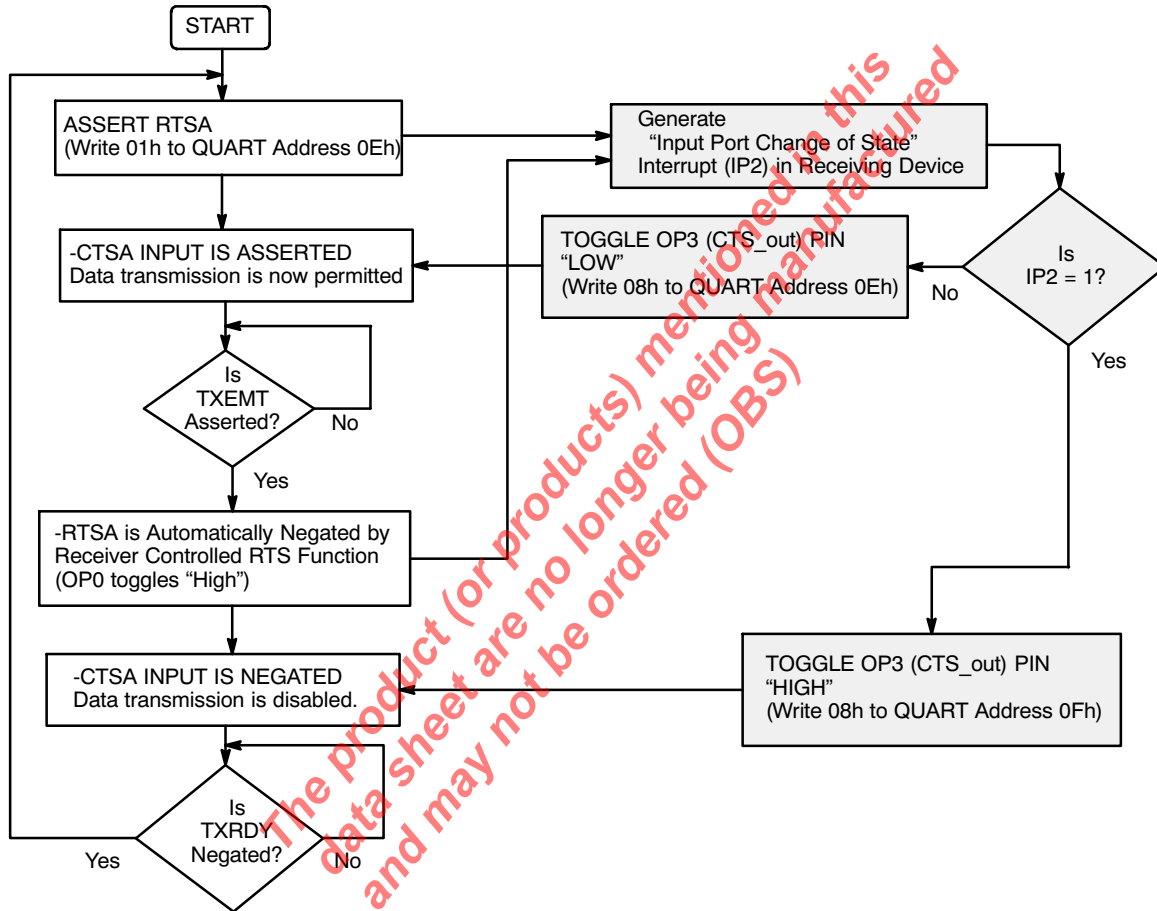 START
ASSERT RTSA
(Write 01h to QUART Address 0Eh)
Generate
“Input Port Change of State”
Interrupt (IP2) in Receiving Device
-CTSA INPUT IS ASSERTED
Data transmission is now permitted
TOGGLE OP3 (CTS_out) PIN
“LOW”
(Write 08h to QUART Address 0Eh)
No
Is
IP2 = 1?
Yes
Is
TXEMT
Asserted?
No
Yes
-RTSA is Automatically Negated by
Receiver Controlled RTS Function
(OP0 toggles “High”)
-CTSA INPUT IS NEGATED
Data transmission is disabled.
TOGGLE OP3 (CTS_out) PIN
“HIGH”
(Write 08h to QUART Address 0Fh)
Is
TXRDY
Negated?
Yes
No
The product (or products) mentioned in this
data sheet are no longer being manufactured
and may not be ordered (OBS)